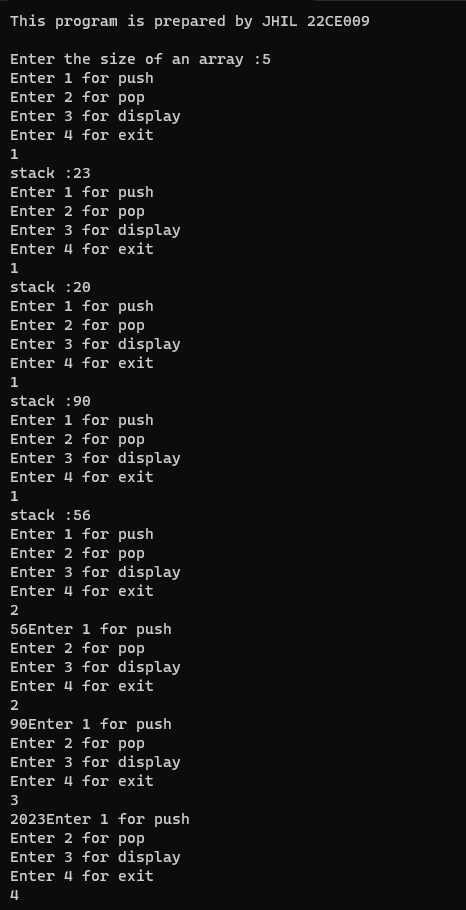 This program is prepared by JHIL 22CE009
Enter the size of an array :5
Enter 1 for push
Enter 2 for pop
Enter 3 for display
Enter 4 for exit
1
stack :23
Enter 1 for push
Enter 2 for pop
Enter 3 for display
Enter 4 for exit
1
stack :20
Enter 1 for push
Enter 2 for pop
Enter 3 for display
Enter 4 for exit
1
stack :90
Enter 1 for push
Enter 2 for pop
Enter 3 for display
Enter 4 for exit
1
stack :56
Enter 1 for push
Enter 2 for pop
Enter 3 for display
Enter 4 for exit
2
56Enter 1 for push
Enter 2 for pop
Enter 3 for display
Enter 4 for exit
2
90Enter 1 for push
Enter 2 for pop
Enter 3 for display
Enter 4 for exit
3
2023Enter 1 for push
Enter 2 for pop
Enter 3 for display
Enter 4 for exit
4